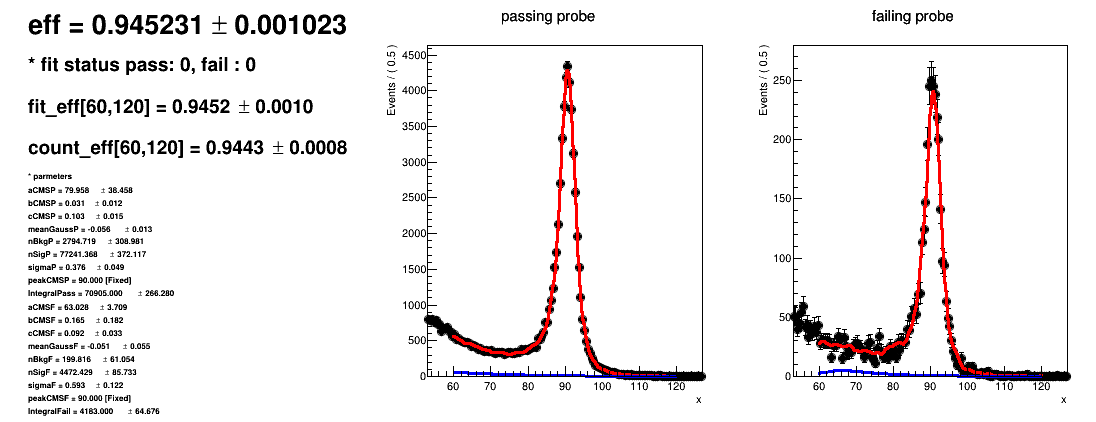 eff = 0.945231 ± 0.001023
* fit status pass: 0, fail : 0
fit_eff[60,120] = 0.9452 ± 0.0010
count_eff[60,120] = 0.9443 ± 0.0008
* parmeters
aCMSP = 79.958 ± 38.458
bCMSP = 0.031 ± 0.012
cCMSP = 0.103 ± 0.015
meanGaussP = -0.056 ± 0.013
nBkgP = 2794.719 ± 308.981
nSigP = 77241.368 ± 372.117
sigmaP = 0.376 ± 0.049
peakCMSP = 90.000 [Fixed]
IntegralPass = 70905.000 ± 266.280
aCMSF = 63.028 ± 3.709
bCMSF = 0.165 ± 0.182
cCMSF = 0.092 ± 0.033
meanGaussF = -0.051 ± 0.055
nBkgF = 199.816 ± 61.054
nSigF = 4472.429 ± 85.733
sigmaF = 0.593 ± 0.122
peakCMSF = 90.000 [Fixed]
IntegralFail = 4183.000 ± 64.676
passing probe
Events / ( 0.5 )
4500
4000
3500
3000
2500
2000
1500
1000
500
0
60 70 80 90 100 110 120
x
failing probe
Events / ( 0.5 )
250
200
150
100
50
0
60 70 80 90 100 110 120
x